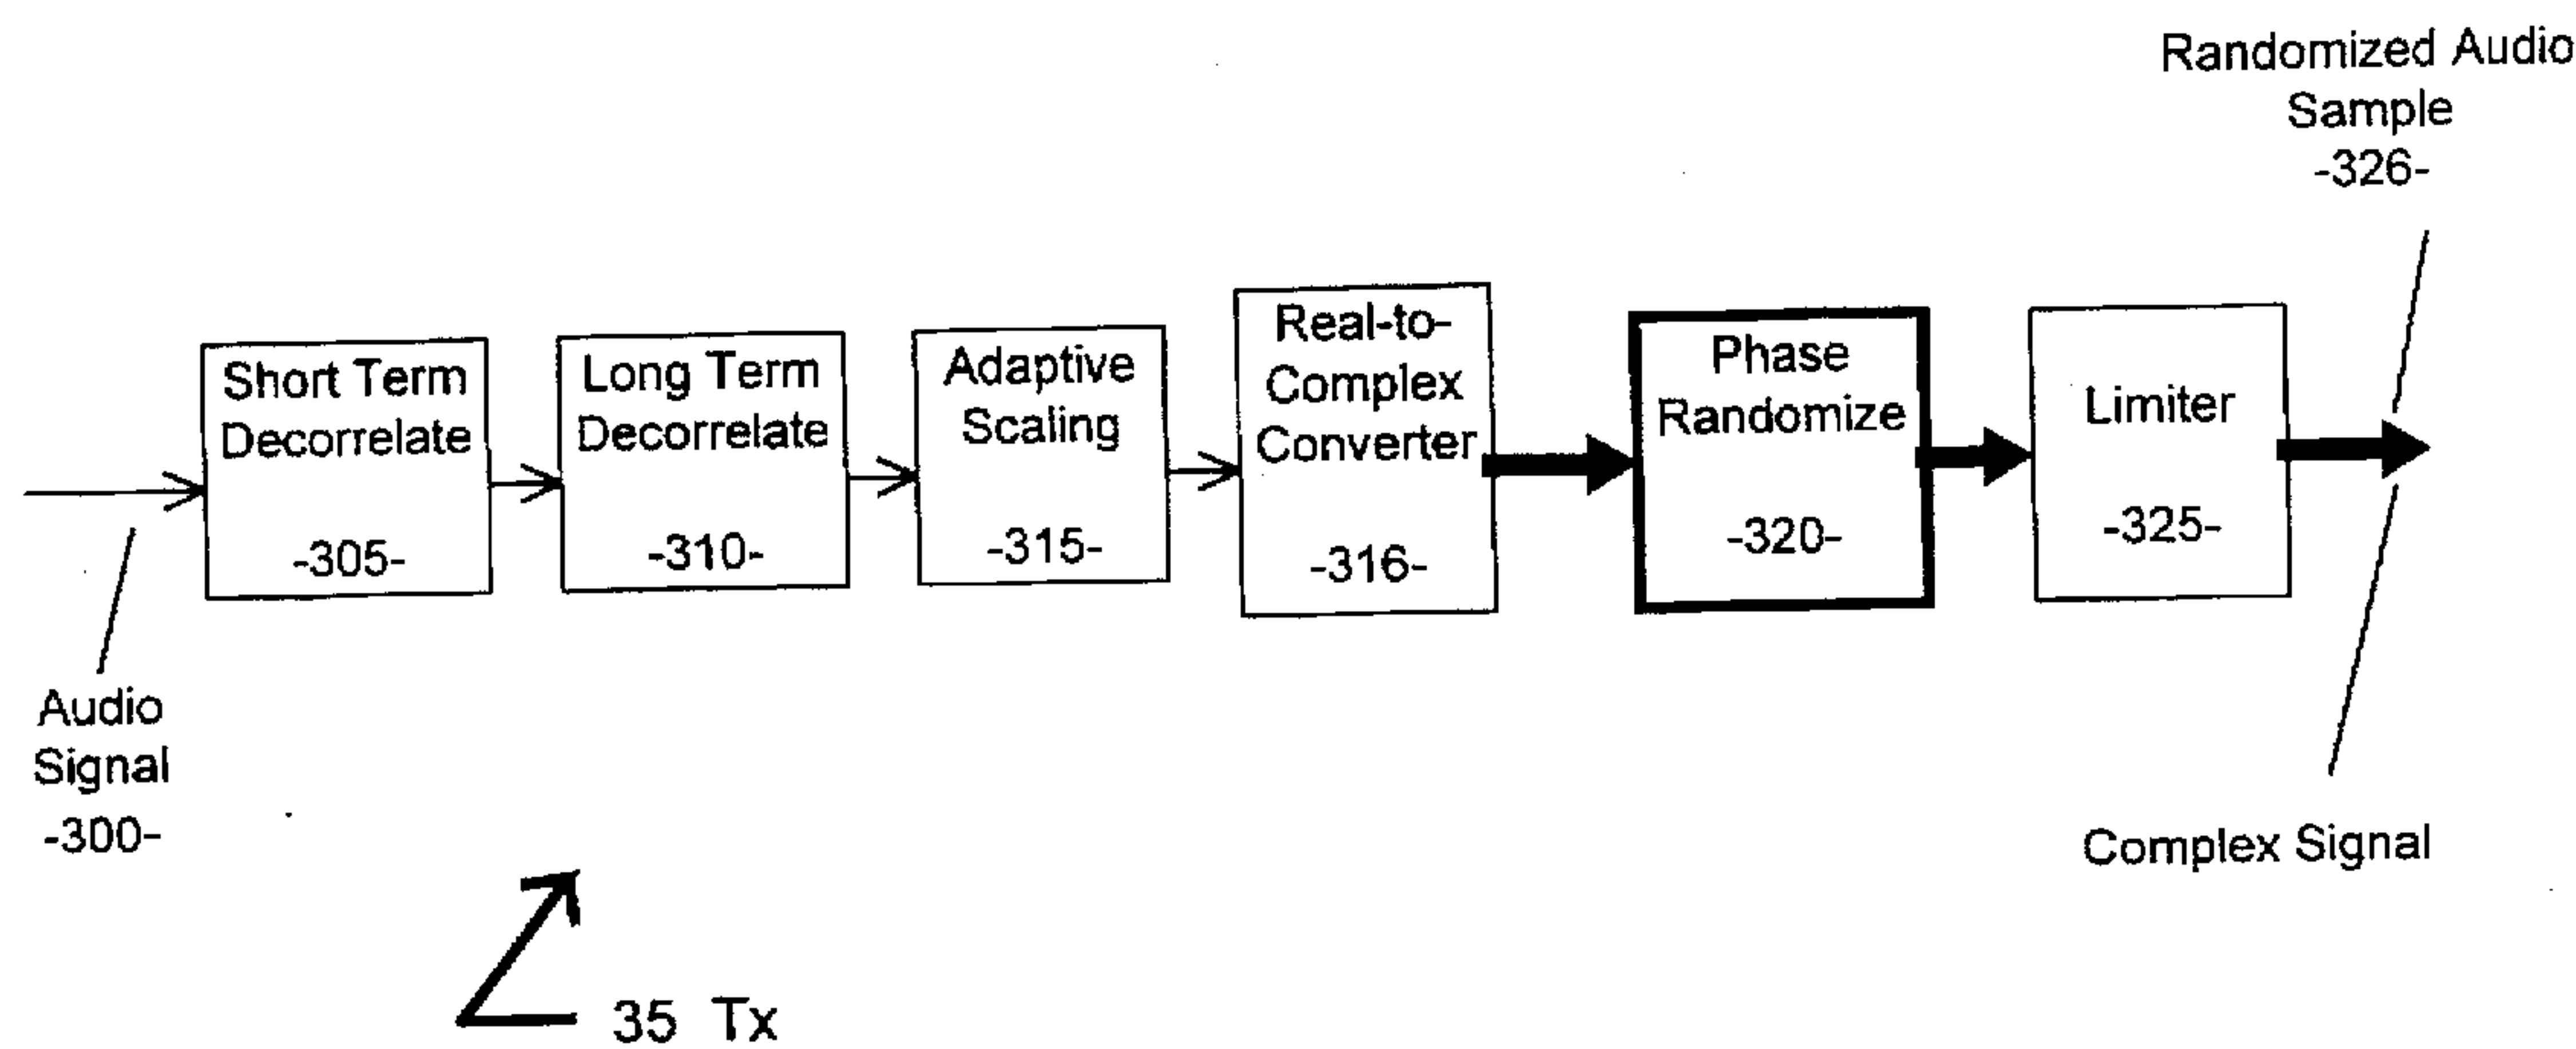 Randomized Audio
Sample
-326-
Short Term
Decorrelate
-305-
Long Term
Decorrelate
-310-
Adaptive
Scaling
-315-
Real-to-
Complex
Converter
-316-
Phase
Randomize
-320-
Limiter
-325-
Audio
Signal
-300-
Complex Signal
35 Tx